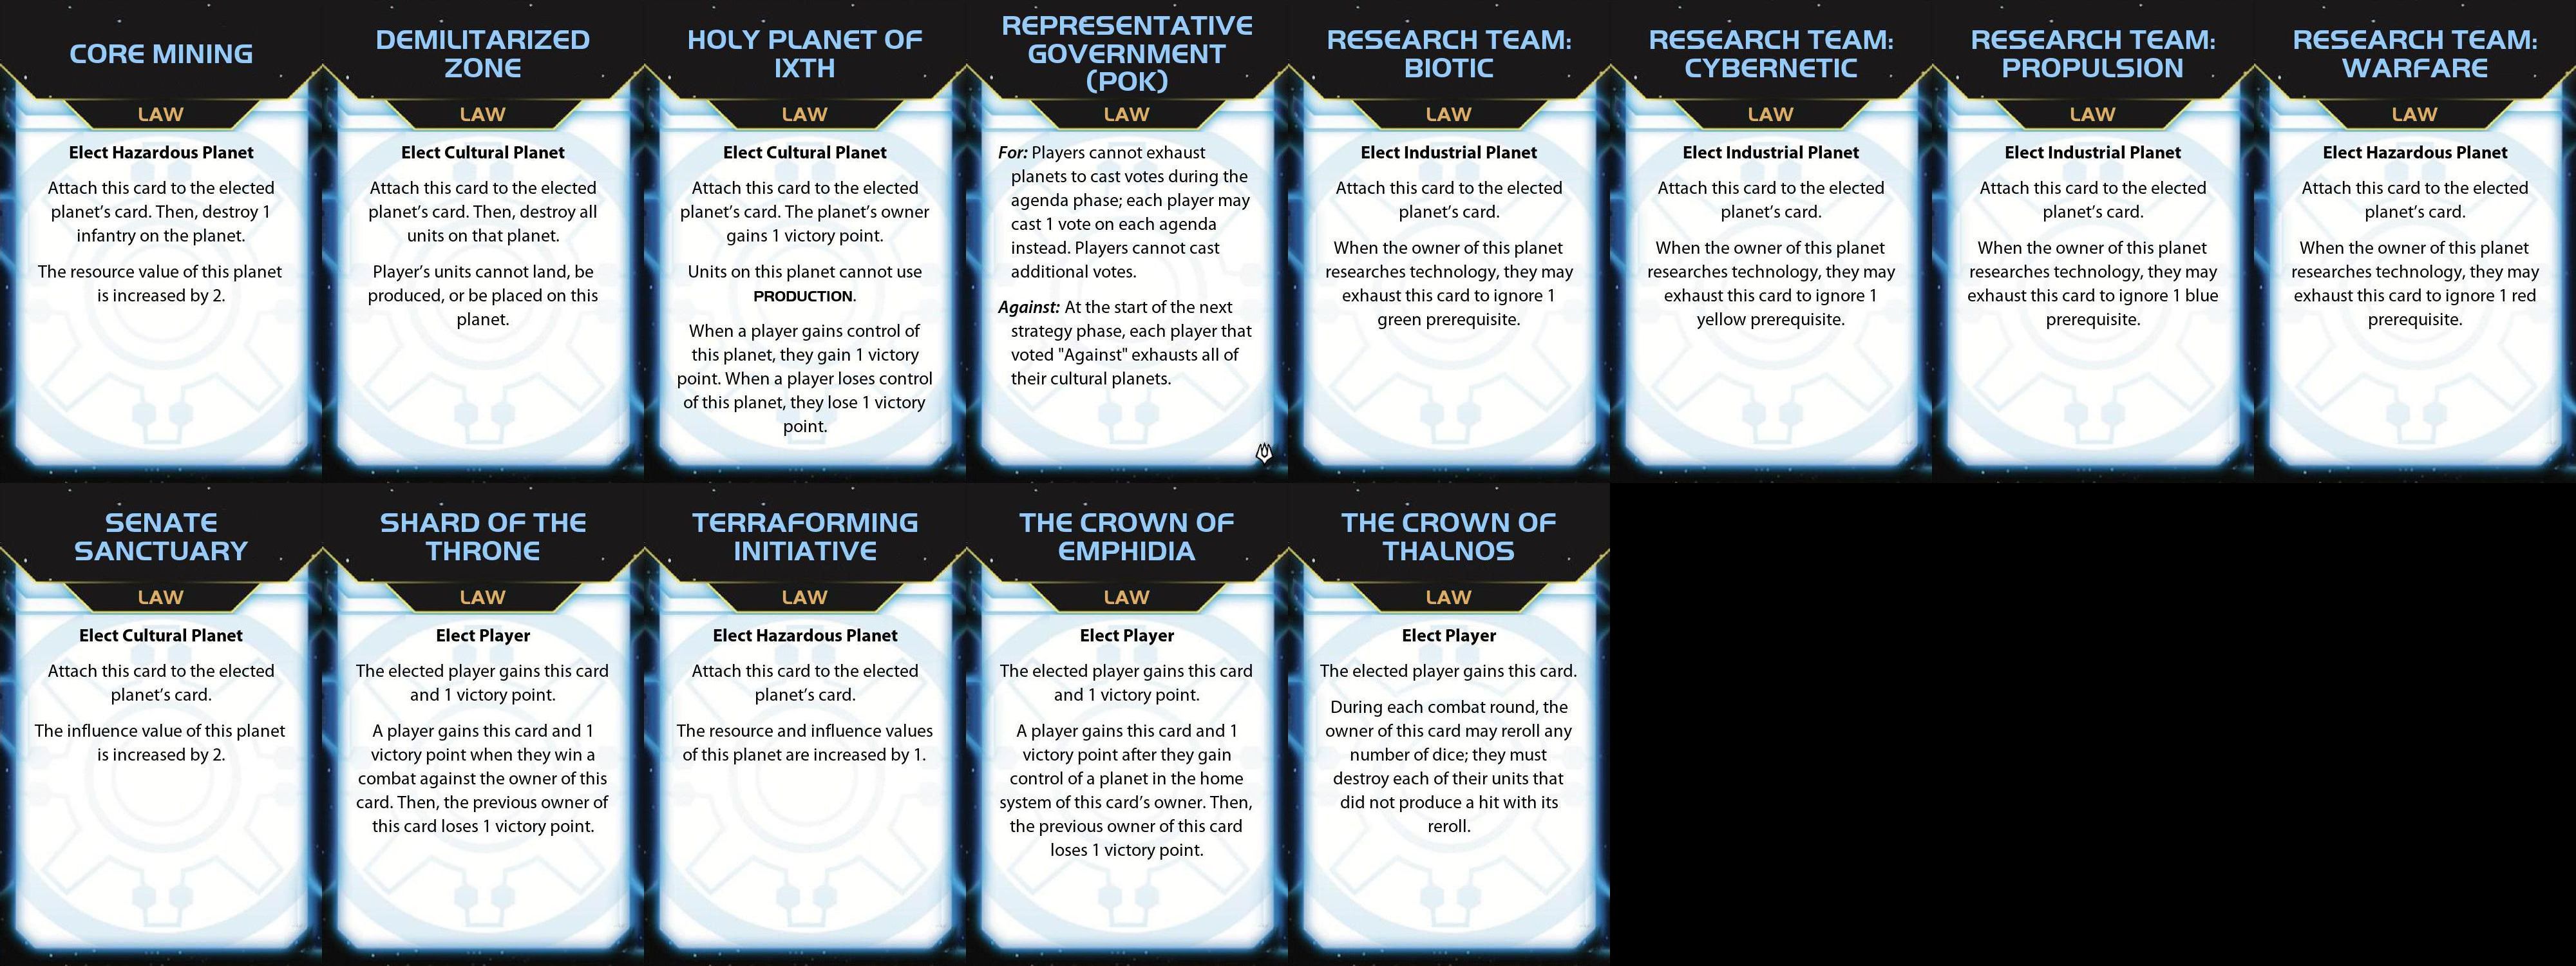 CORE MINING
LAW
Elect Hazardous Planet
Attach this card to the elected
planet's card. Then, destroy 1
infantry on the planet.
The resource value of this planet
is increased by 2.
DEMILITARIZED
ZONE
LAW
Elect Cultural Planet
Attach this card to the elected
planet's card. Then, destroy all
units on that planet.
Player's units cannot land, be
produced, or be placed on this
planet.
HOLY PLANET OF
IXTH
LAW
Elect Cultural Planet
Attach this card to the elected
planet's card. The planet's owner
gains 1 victory point.
Units on this planet cannot use
PRODUCTION.
When a player gains control of
this planet, they gain 1 victory
point. When a player loses control
of this planet, they lose 1 victory
point.
REPRESENTATIVE
GOVERNMENT
(POK)
LAW
For: Players cannot exhaust
planets to cast votes during the
agenda phase; each player may
cast 1 vote on each agenda
instead. Players cannot cast
additional votes.
Against: At the start of the next
strategy phase, each player that
voted "Against" exhausts all of
their cultural planets.
RESEARCH TEAM:
BIOTIC
LAW
Elect Industrial Planet
Attach this card to the elected
planet's card.
When the owner of this planet
researches technology, they may
exhaust this card to ignore 1
green prerequisite.
RESEARCH TEAM:
CYBERNETIC
LAW
Elect Industrial Planet
Attach this card to the elected
planet's card.
When the owner of this planet
researches technology, they may
exhaust this card to ignore 1
yellow prerequisite.
RESEARCH TEAM:
PROPULSION
LAW
Elect Industrial Planet
Attach this card to the elected
planet's card.
When the owner of this planet
researches technology, they may
exhaust this card to ignore 1 blue
prerequisite.
RESEARCH TEAM:
WARFARE
LAW
Elect Hazardous Planet
Attach this card to the elected
planet's card.
When the owner of this planet
researches technology, they may
exhaust this card to ignore 1 red
prerequisite.
SENATE
SANCTUARY
LAW
Elect Cultural Planet
Attach this card to the elected
planet's card.
The influence value of this planet
is increased by 2.
SHARD OF THE
THRONE
LAW
Elect Player
The elected player gains this card
and 1 victory point.
A player gains this card and 1
victory point when they win a
combat against the owner of this
card. Then, the previous owner of
this card loses 1 victory point.
TERRAFORMING
INITIATIVE
LAW
Elect Hazardous Planet
Attach this card to the elected
planet's card.
The resource and influence values
of this planet are increased by 1.
THE CROWN OF
EMPHIDIA
LAW
Elect Player
The elected player gains this card
and 1 victory point.
A player gains this card and 1
victory point after they gain
control of a planet in the home
system of this card's owner. Then,
the previous owner of this card
loses 1 victory point.
THE CROWN OF
THALNOS
LAW
Elect Player
The elected player gains this card.
During each combat round, the
owner of this card may reroll any
number of dice; they must
destroy each of their units that
did not produce a hit with its
reroll.